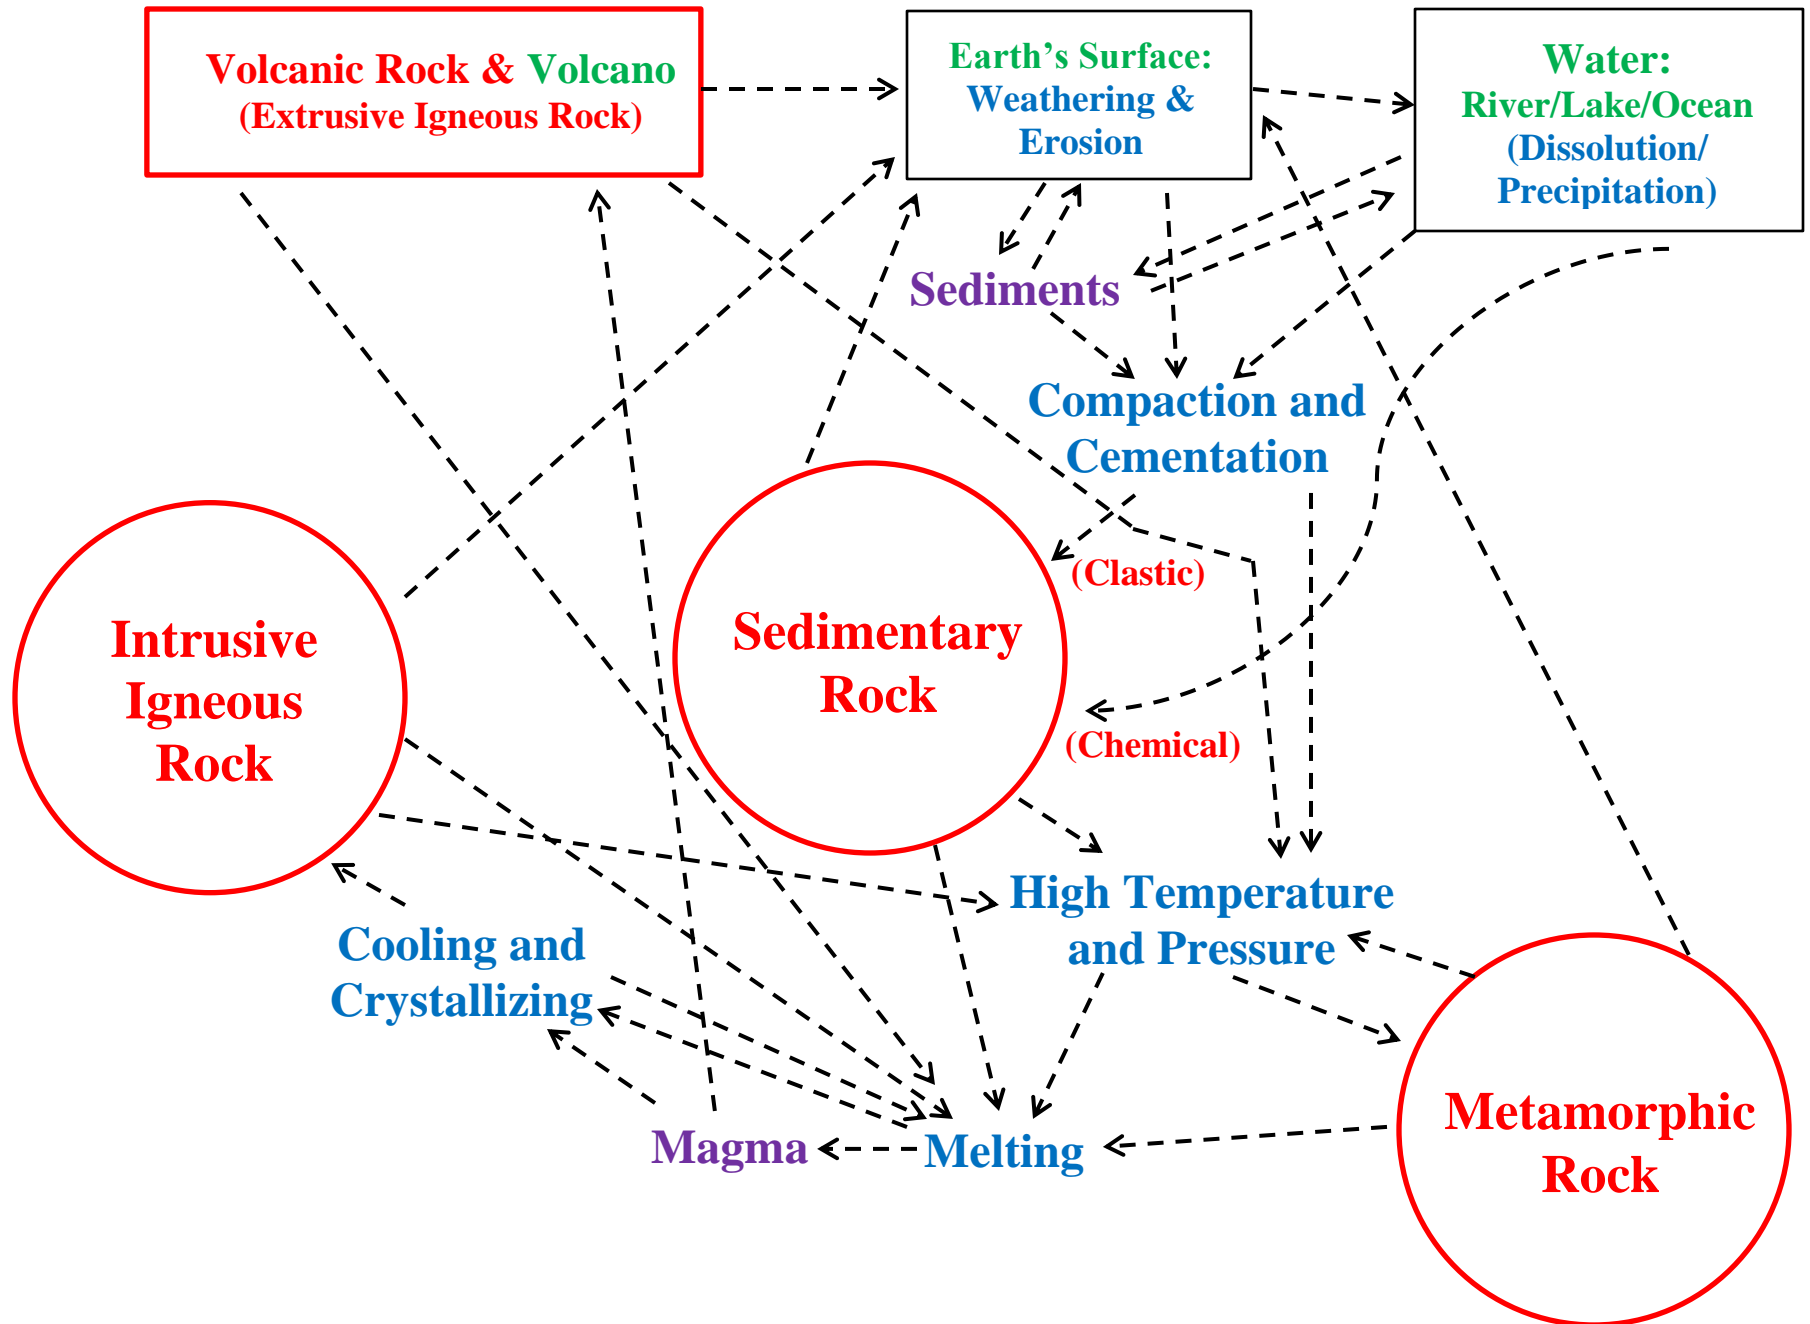 Volcanic Rock & Volcano
(Extrusive Igneous Rock)
Earth’s Surface:
Weathering &
Erosion
Water:
River/Lake/Ocean
(Dissolution/
Precipitation)
Sediments
Compaction and
Cementation
(Clastic)
Intrusive
Igneous
Rock
Sedimentary
Rock
(Chemical)
High Temperature
and Pressure
Cooling and
Crystallizing
Magma
Melting
Metamorphic
Rock